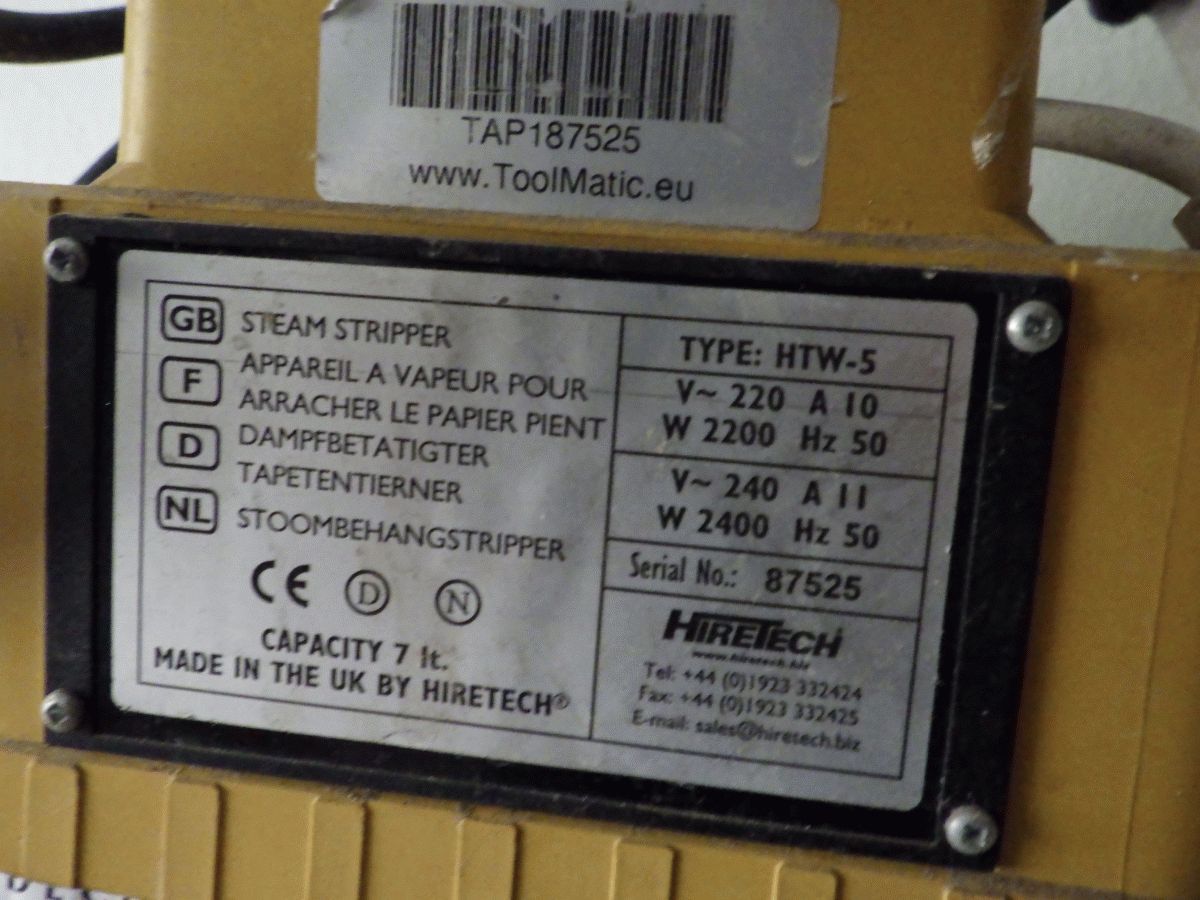 TAP187525
www.ToolMatic.eu
GB STEAM STRIPPER
F APPAREIL A VAPEUR POUR
ARRACHER LE PAPIER PIENT
D DAMPFBETATIGTER
TAPETENTIERNER
NL STOOMBEHANGSTRIPPER
CE D N
CAPACITY 7 lt.
MADE IN THE UK BY HIRETECH®
TYPE: HTW-5
V~ 220 A 10
W 2200 Hz 50
V~ 240 A 11
W 2400 Hz 50
Serial No.: 87525
HIRETECH
www.hiretech.biz
Tel: +44 (0)1923 332424
Fax: +44 (0)1923 332425
E-mail: sales@hiretech.biz